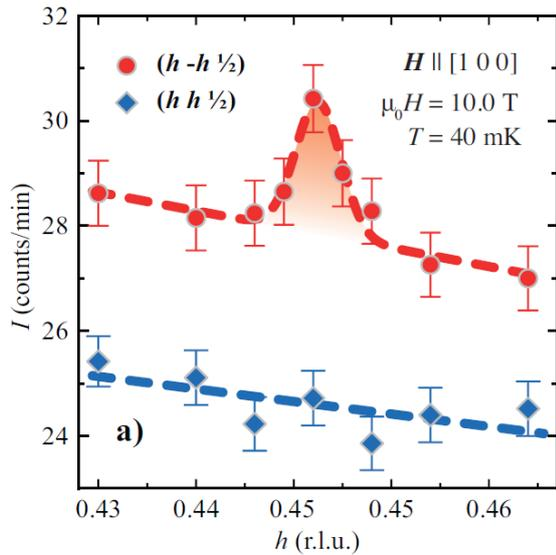 32
30
28
26
24
I (counts/min)
(h -h ½)
(h h ½)
H || [1 0 0]
μ₀H = 10.0 T
T = 40 mK
a)
0.43 0.44 0.45 0.45 0.46
h (r.l.u.)